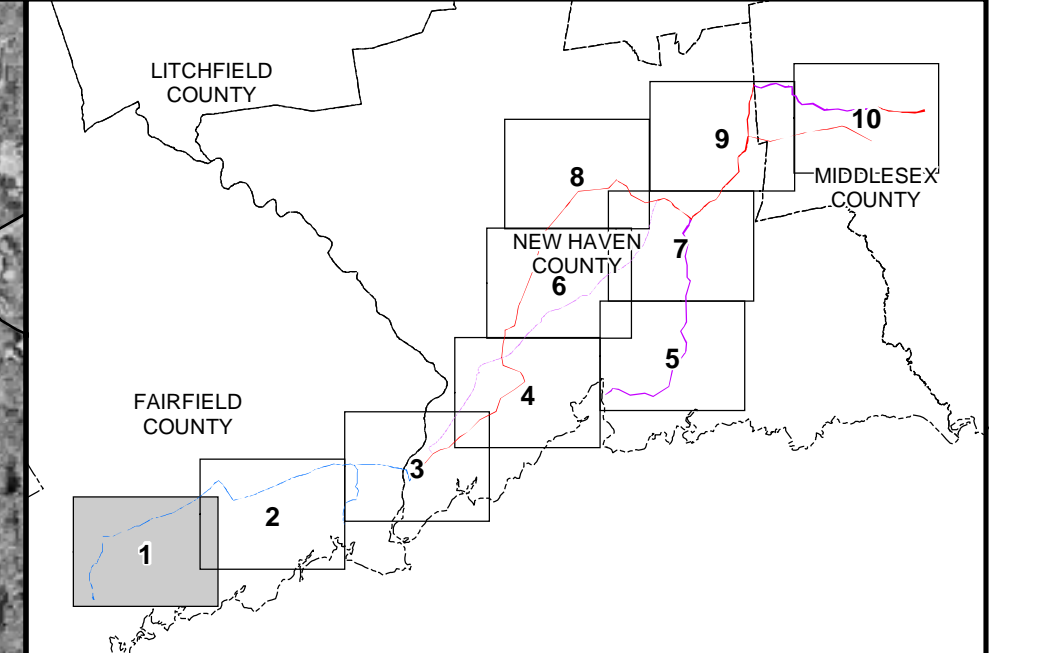 LITCHFIELD
COUNTY
10
9
8
MIDDLESEX
COUNTY
NEW HAVEN
COUNTY
7
6
5
4
FAIRFIELD
COUNTY
3
2
1